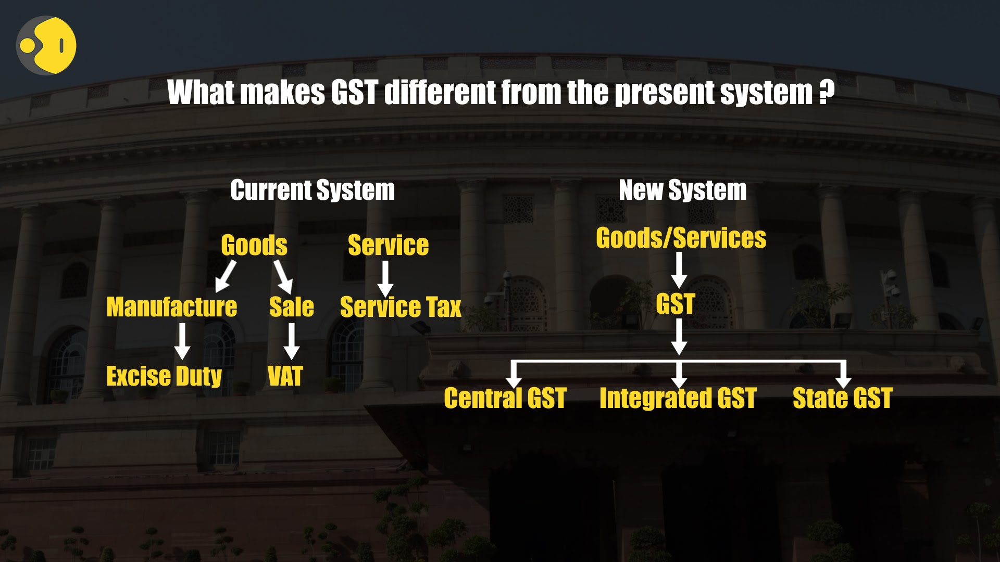 What makes GST different from the present system ?
Current System
Goods Service
Manufacture Sale Service Tax
Excise Duty VAT
New System
Goods/Services
GST
Central GST Integrated GST State GST